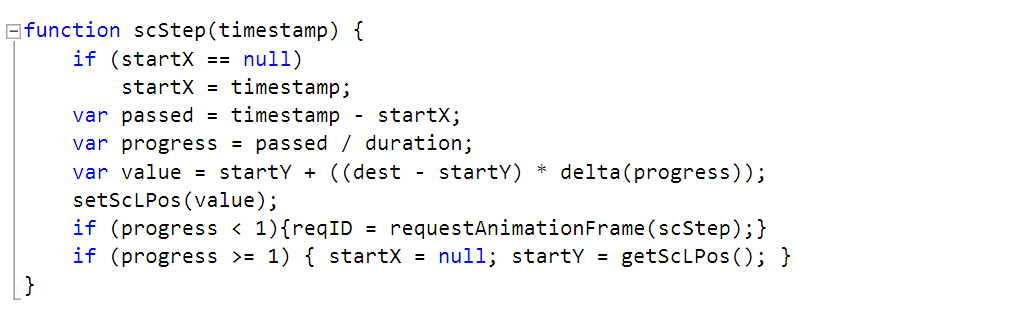 function scStep(timestamp) {
    if (startX == null)
        startX = timestamp;
    var passed = timestamp - startX;
    var progress = passed / duration;
    var value = startY + ((dest - startY) * delta(progress));
    setScLPos(value);
    if (progress < 1){reqID = requestAnimationFrame(scStep);}
    if (progress >= 1) { startX = null; startY = getScLPos(); }
}